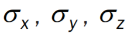 σx , σy , σz